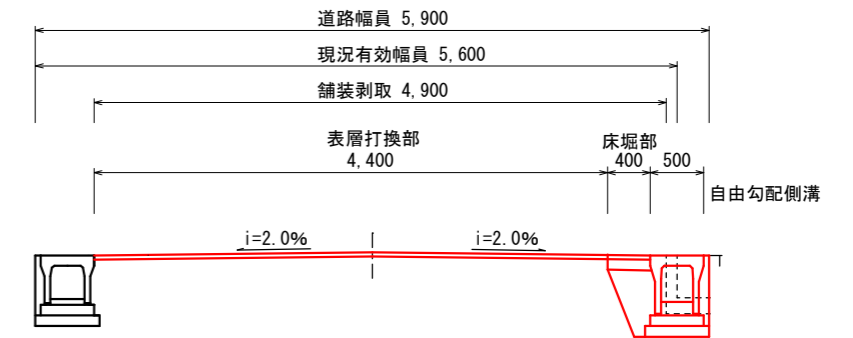 道路幅員 5,900
現況有効幅員 5,600
舗装剥取 4,900
表層打換部
4,400
床堀部
400
500
自由勾配側溝
i=2.0%
i=2.0%